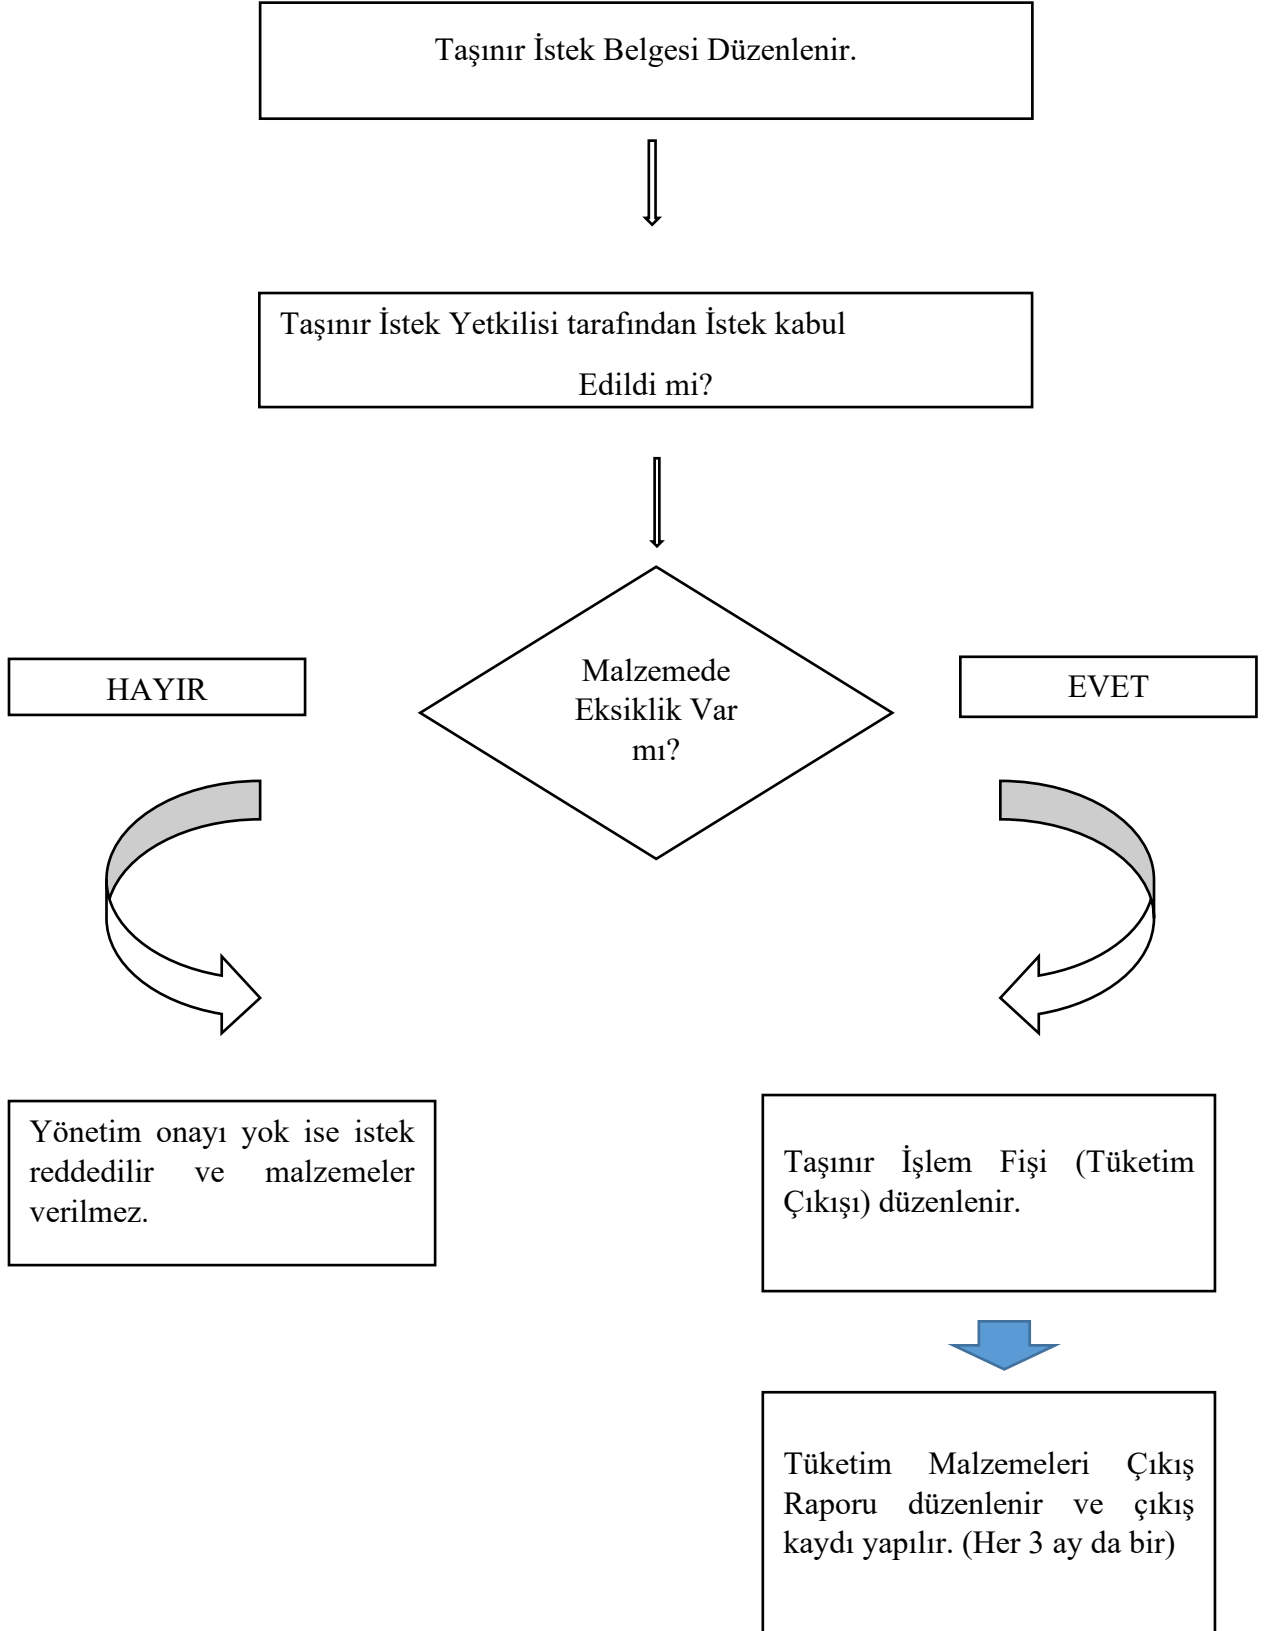 Taşınır İstek Belgesi Düzenlenir.
Taşınır İstek Yetkilisi tarafından İstek kabul
Edildi mi?
Malzemede
Eksiklik Var
mı?
HAYIR
EVET
Yönetim onayı yok ise istek
reddedilir ve malzemeler
verilmez.
Taşınır İşlem Fişi (Tüketim
Çıkışı) düzenlenir.
Tüketim Malzemeleri Çıkış
Raporu düzenlenir ve çıkış
kaydı yapılır. (Her 3 ay da bir)